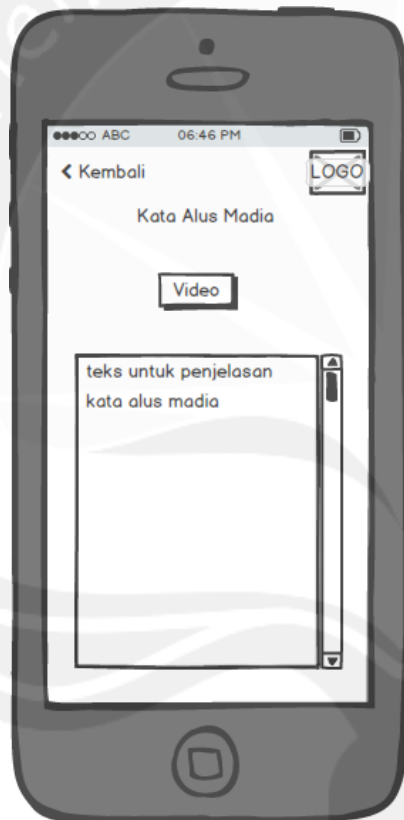 ABC 06:46 PM
Kembali LOGO
Kata Alus Madia
Video
teks untuk penjelasan
kata alus madia